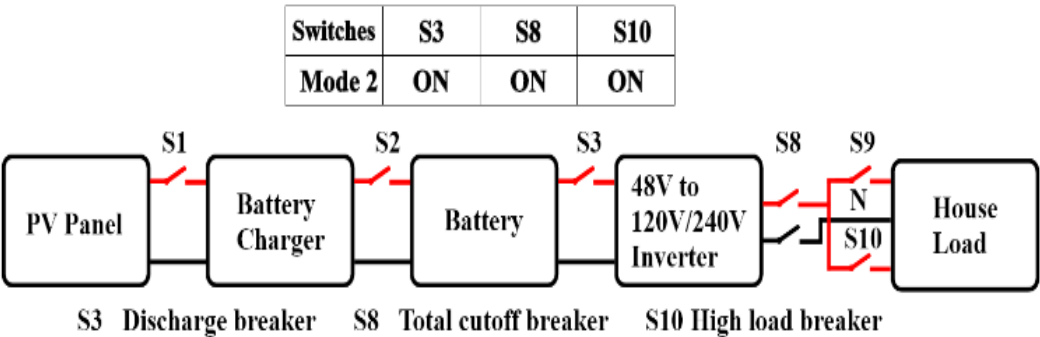 Switches S3 S8 S10
Mode 2 ON ON ON
S1 S2 S3 S8 S9
PV Panel
Battery
Charger
Battery
48V to
120V/240V
Inverter
N
S10
House
Load
S3 Discharge breaker S8 Total cutoff breaker S10 High load breaker